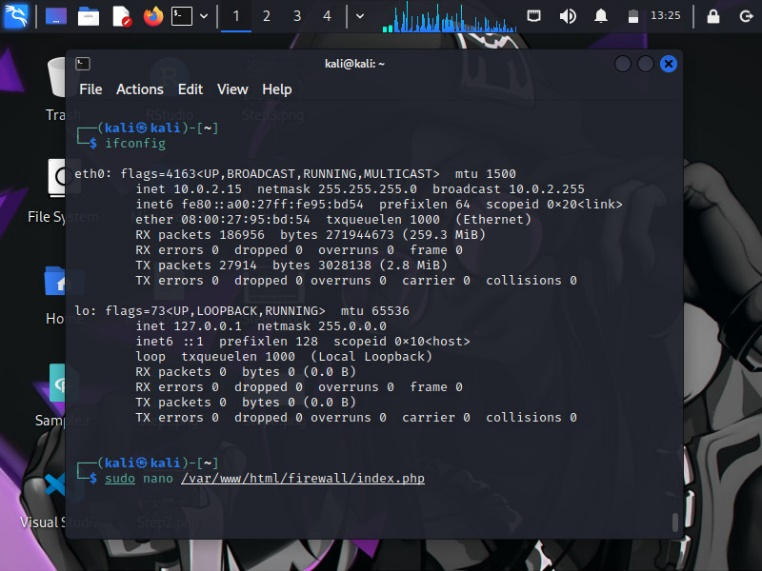 1 2 3 4 13:25
kali@kali: ~
File Actions Edit View Help
Trash
RStudio
┌──(kali㉿kali)-[~]
└─$ ifconfig
eth0: flags=4163<UP,BROADCAST,RUNNING,MULTICAST>  mtu 1500
inet 10.0.2.15  netmask 255.255.255.0  broadcast 10.0.2.255
inet6 fe80::a00:27ff:fe95:bd54  prefixlen 64  scopeid 0×20<link>
ether 08:00:27:95:bd:54  txqueuelen 1000  (Ethernet)
RX packets 186956  bytes 271944673 (259.3 MiB)
RX errors 0  dropped 0  overruns 0  frame 0
TX packets 27914  bytes 3028138 (2.8 MiB)
TX errors 0  dropped 0 overruns 0  carrier 0  collisions 0
File System
lo: flags=73<UP,LOOPBACK,RUNNING>  mtu 65536
inet 127.0.0.1  netmask 255.0.0.0
inet6 ::1  prefixlen 128  scopeid 0×10<host>
loop  txqueuelen 1000  (Local Loopback)
RX packets 0  bytes 0 (0.0 B)
RX errors 0  dropped 0  overruns 0  frame 0
TX packets 0  bytes 0 (0.0 B)
TX errors 0  dropped 0 overruns 0  carrier 0  collisions 0
Home
┌──(kali㉿kali)-[~]
└─$ sudo nano /var/www/html/firewall/index.php
Visual Stud